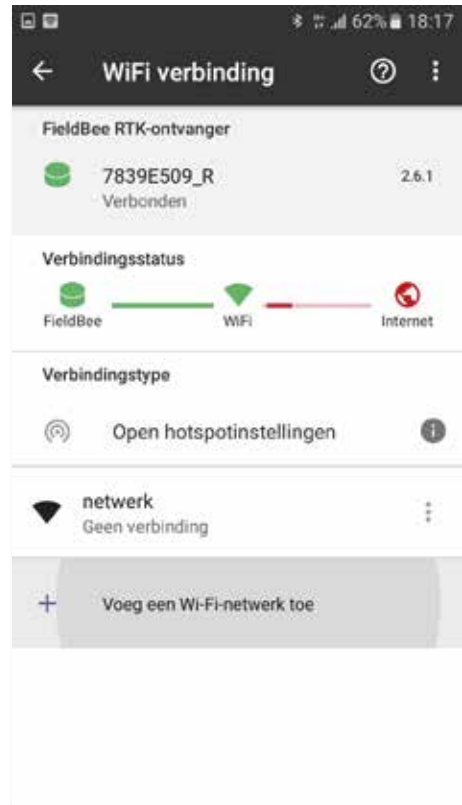 62% 18:17
WiFi verbinding
FieldBee RTK-ontvanger
7839E509_R 2.6.1
Verbonden
Verbindingsstatus
FieldBee WiFi Internet
Verbindingstype
Open hotspotinstellingen
netwerk
Geen verbinding
+ Voeg een Wi-Fi-netwerk toe